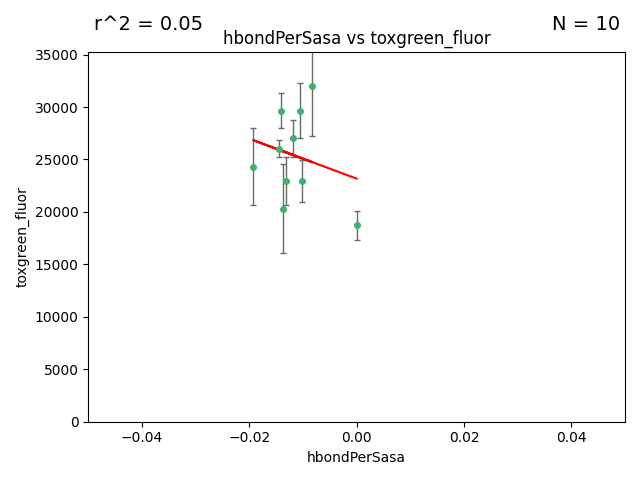 r^2 = 0.05
N = 10
hbondPerSasa vs toxgreen_fluor
35000
30000
25000
20000
15000
10000
5000
0
toxgreen_fluor
−0.04
−0.02
0.00
0.02
0.04
hbondPerSasa